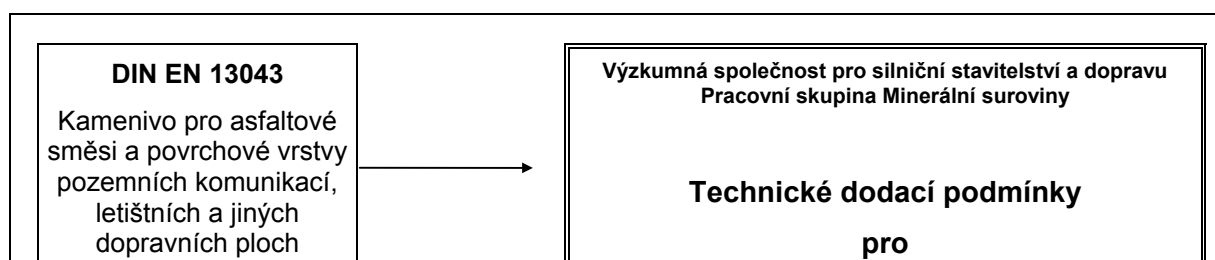 DIN EN 13043
Kamenivo pro asfaltové
směsi a povrchové vrstvy
pozemních komunikací,
letištních a jiných
dopravních ploch
Výzkumná společnost pro silniční stavitelství a dopravu
Pracovní skupina Minerální suroviny
Technické dodací podmínky
pro